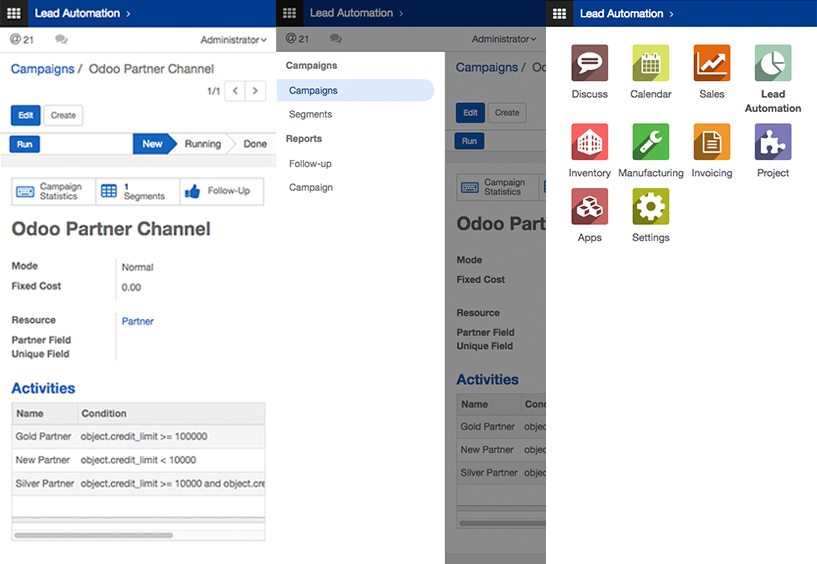 Lead Automation >
@ 21
Administrator
Campaigns / Odoo Partner Channel
1/1
Edit
Create
Run
New
Running
Done
Campaign
Statistics
1
Segments
Follow-Up
Odoo Partner Channel
Mode Normal
Fixed Cost 0.00
Resource Partner
Partner Field
Unique Field
Activities
Name Condition
Gold Partner object.credit_limit >= 100000
New Partner object.credit_limit < 10000
Silver Partner object.credit_limit >= 10000 and object.cre
Lead Automation >
@ 21
Administrator
Campaigns
Campaigns
Segments
Reports
Follow-up
Campaign
Campaigns / Odoo
Edit
Create
Run
Campaign
Statistics
Odoo Part
Mode
Fixed Cost
Resource
Partner Field
Unique Field
Activities
Name Cond
Gold Partner objec
New Partner objec
Silver Partner objec
Lead Automation >
Discuss
Calendar
Sales
Lead
Automation
Inventory
Manufacturing
Invoicing
Project
Apps
Settings